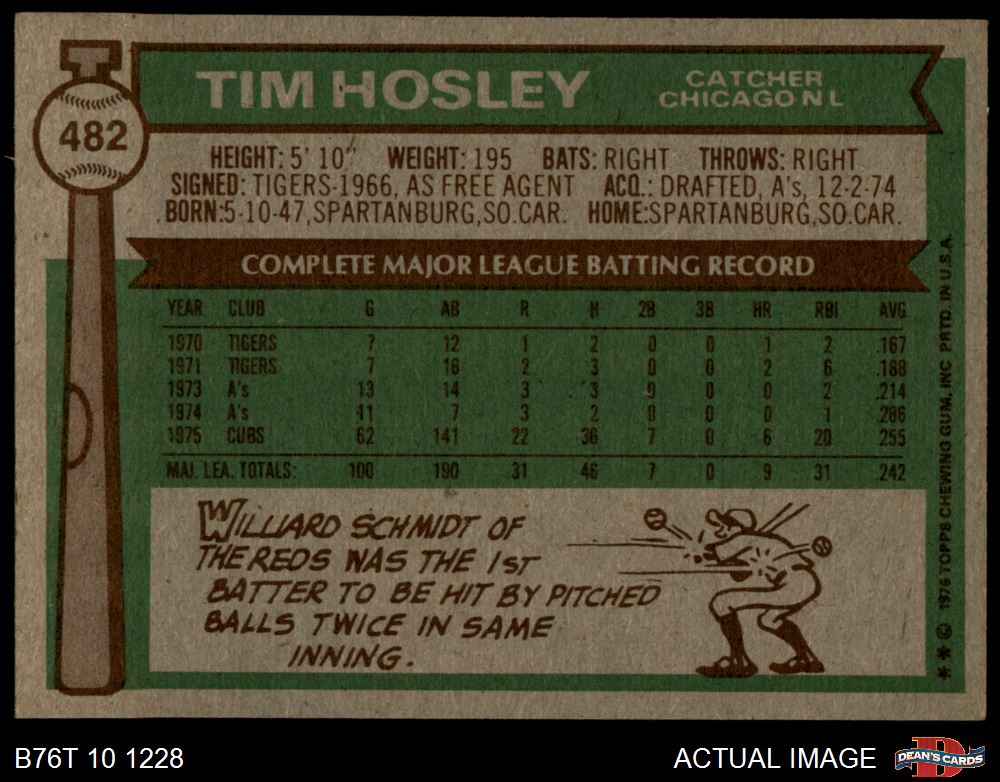 TIM HOSLEY
CATCHER
CHICAGO N L
482
HEIGHT: 5' 10" WEIGHT: 195 BATS: RIGHT THROWS: RIGHT
SIGNED: TIGERS-1966, AS FREE AGENT ACQ.: DRAFTED, A's, 12-2-74
BORN: 5-10-47, SPARTANBURG, SO. CAR. HOME: SPARTANBURG, SO. CAR.
COMPLETE MAJOR LEAGUE BATTING RECORD
YEAR CLUB G AB R H 2B 3B HR RBI AVG
1970 TIGERS 7 12 1 2 0 0 1 2 .167
1971 TIGERS 7 16 2 3 0 0 2 6 .188
1973 A's 13 14 3 3 0 0 0 2 .214
1974 A's 11 7 3 2 0 0 0 1 .286
1975 CUBS 62 141 22 36 7 0 6 20 .255
MAJ. LEA. TOTALS: 100 190 31 46 7 0 9 31 .242
WILLIARD SCHMIDT OF
THE REDS WAS THE 1ST
BATTER TO BE HIT BY PITCHED
BALLS TWICE IN SAME
INNING.
* * © 1976 TOPPS CHEWING GUM, INC PRTD. IN U.S.A.
B76T 10 1228
ACTUAL IMAGE
D
DEAN'S CARDS